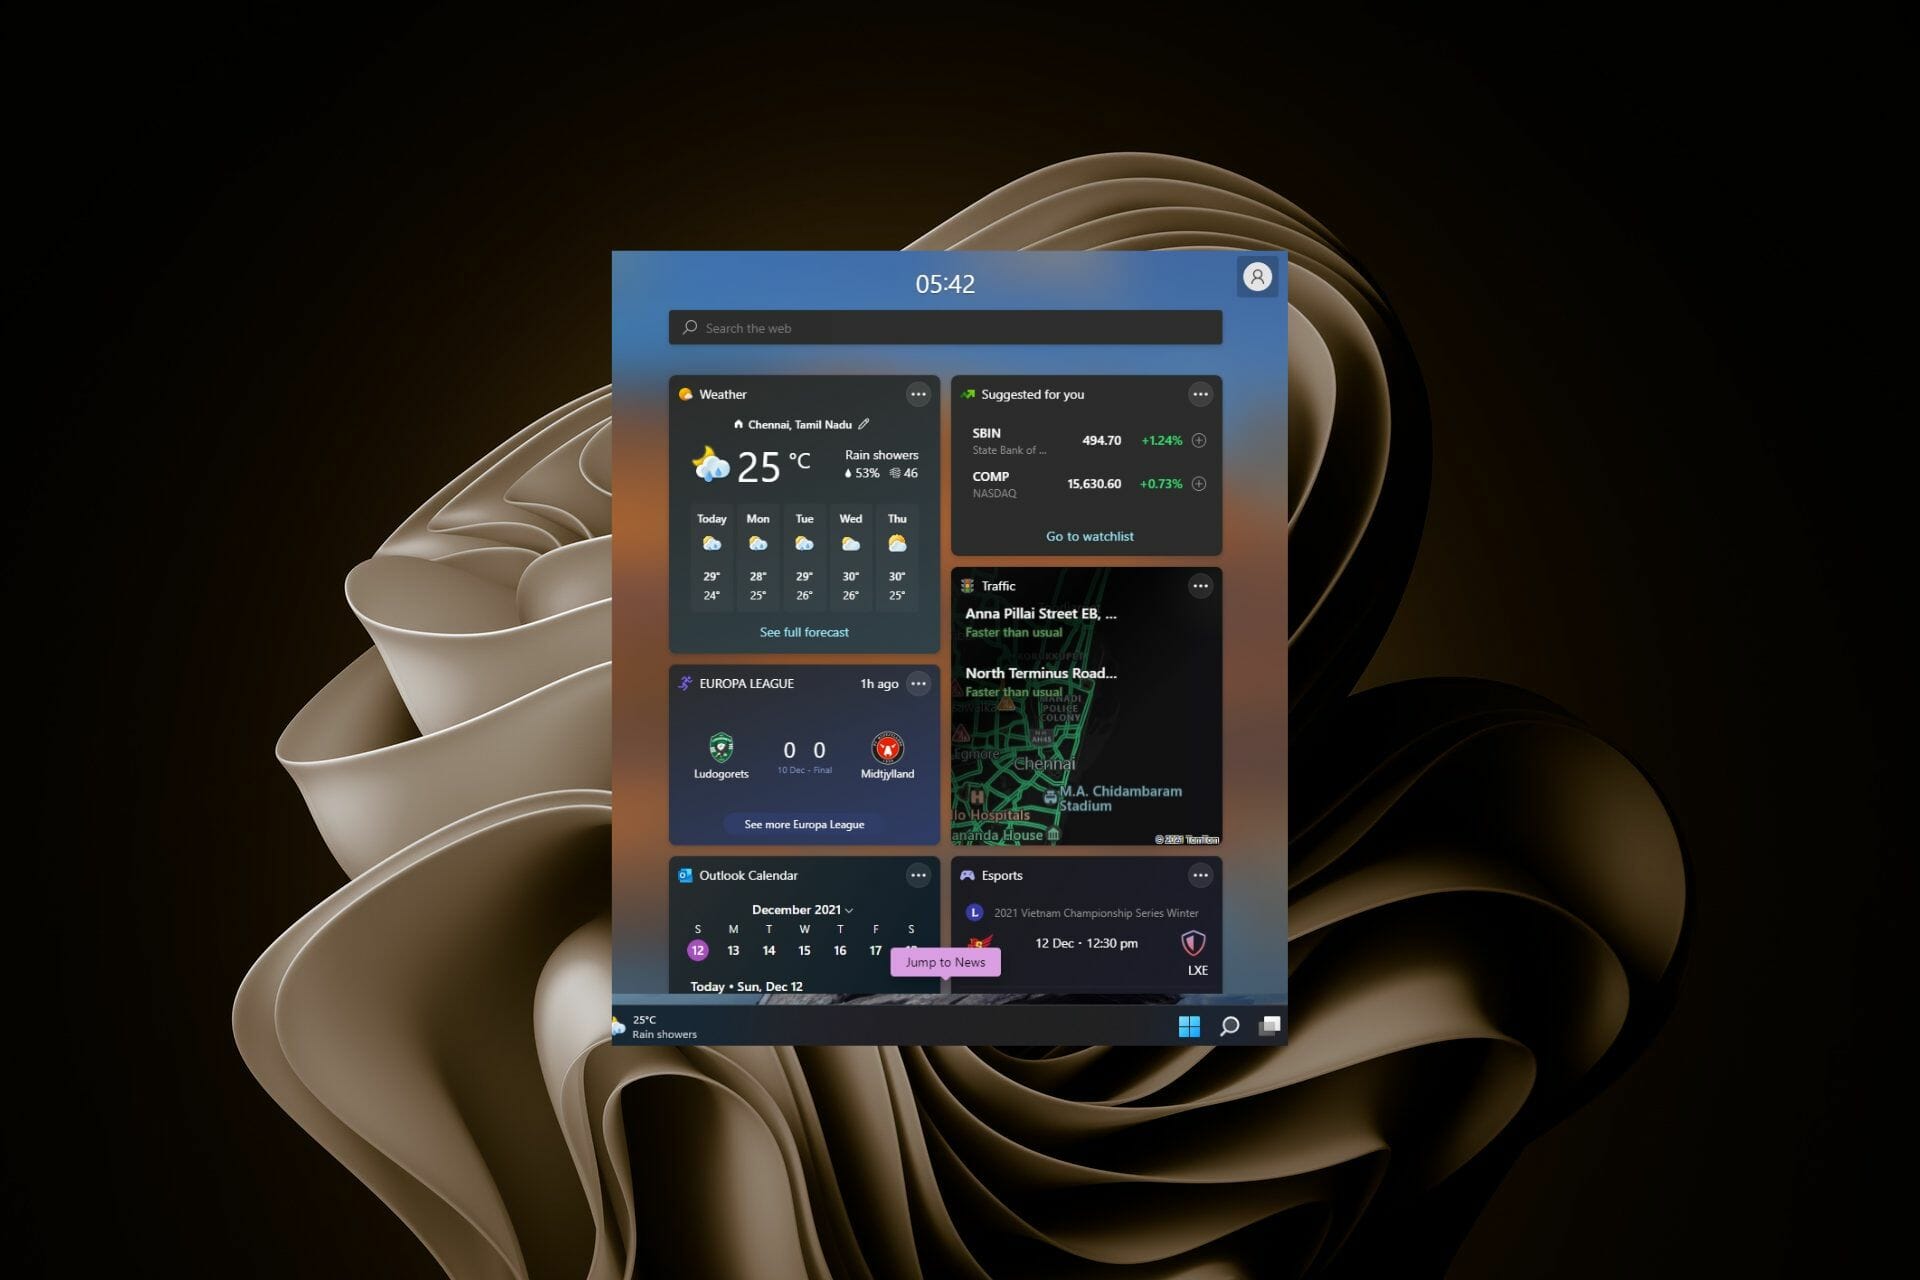 05:42
Search the web
Weather
Chennai, Tamil Nadu
25 °C
Rain showers
53% 46
Today Mon Tue Wed Thu
29° 28° 29° 30° 30°
24° 25° 26° 26° 25°
See full forecast
Suggested for you
SBIN 494.70 +1.24%
State Bank of ...
COMP 15,630.60 +0.73%
NASDAQ
Go to watchlist
Traffic
Anna Pillai Street EB, ...
Faster than usual
North Terminus Road...
Faster than usual
MANADI
POLICE
COLONY
AH45
Egmore
Chennai
M.A. Chidambaram
Stadium
llo Hospitals
ananda House
© 2021 TomTom
EUROPA LEAGUE 1h ago
0 0
10 Dec - Final
Ludogorets Midtjylland
See more Europa League
Outlook Calendar
December 2021
S M T W T F S
12 13 14 15 16 17
Today • Sun, Dec 12
Esports
L 2021 Vietnam Championship Series Winter
12 Dec · 12:30 pm
LXE
Jump to News
25°C
Rain showers